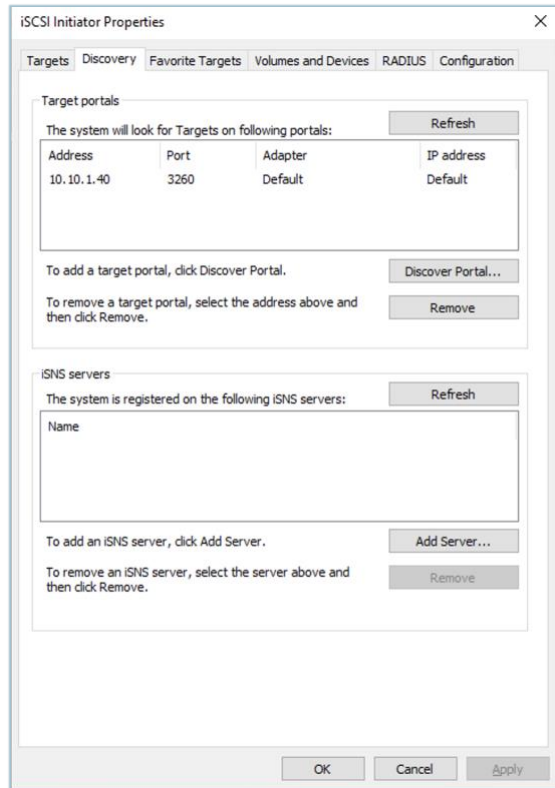 iSCSI Initiator Properties
Targets Discovery Favorite Targets Volumes and Devices RADIUS Configuration
Target portals
The system will look for Targets on following portals: Refresh
Address Port Adapter IP address
10.10.1.40 3260 Default Default
To add a target portal, click Discover Portal. Discover Portal...
To remove a target portal, select the address above and
then click Remove. Remove
iSNS servers
The system is registered on the following iSNS servers: Refresh
Name
To add an iSNS server, click Add Server. Add Server...
To remove an iSNS server, select the server above and
then click Remove. Remove
OK Cancel Apply